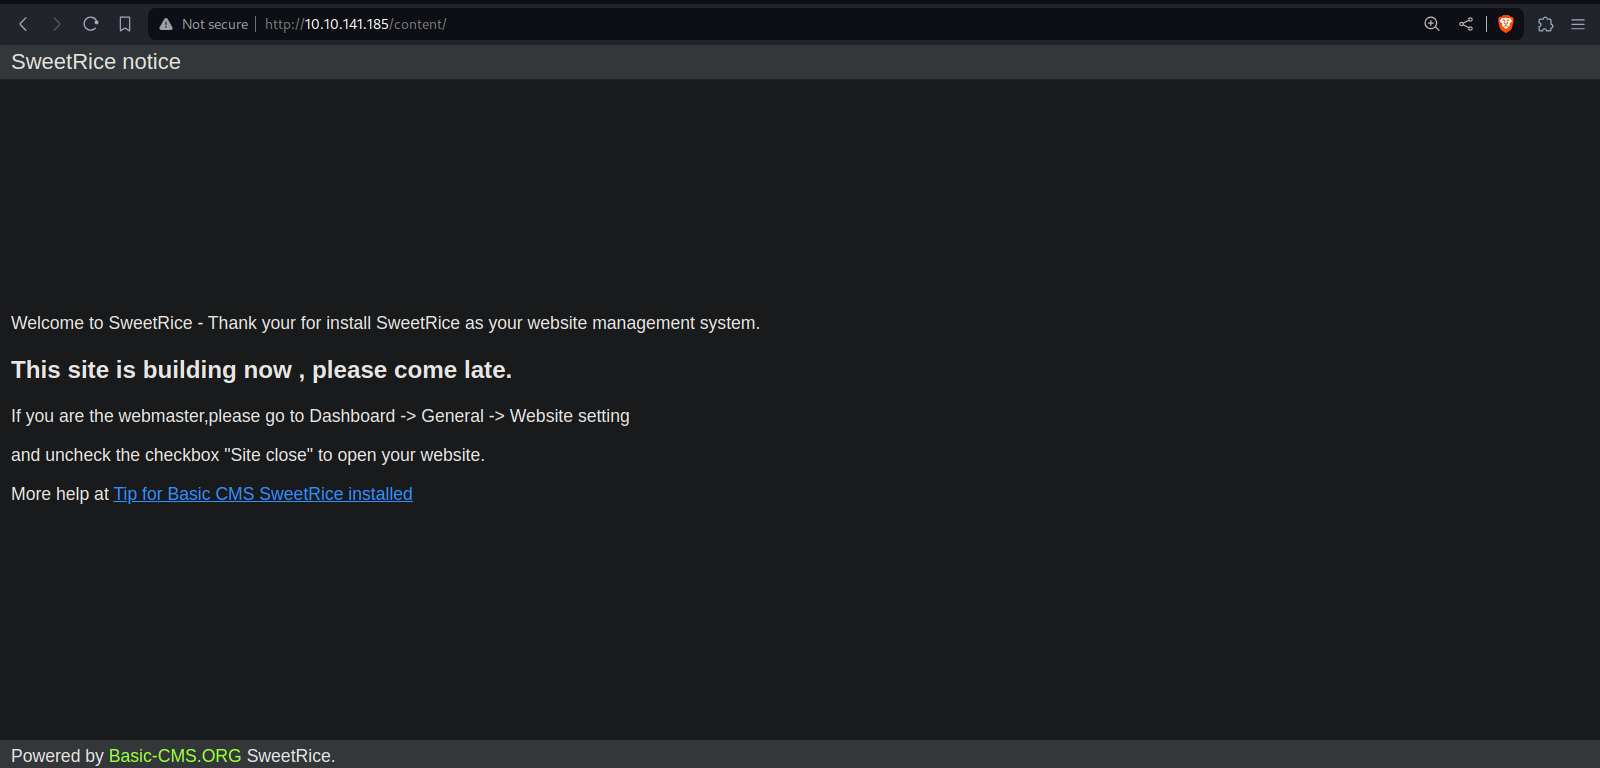 Not secure http://10.10.141.185/content/
SweetRice notice
Welcome to SweetRice - Thank your for install SweetRice as your website management system.
This site is building now , please come late.
If you are the webmaster,please go to Dashboard -> General -> Website setting
and uncheck the checkbox "Site close" to open your website.
More help at Tip for Basic CMS SweetRice installed
Powered by Basic-CMS.ORG SweetRice.